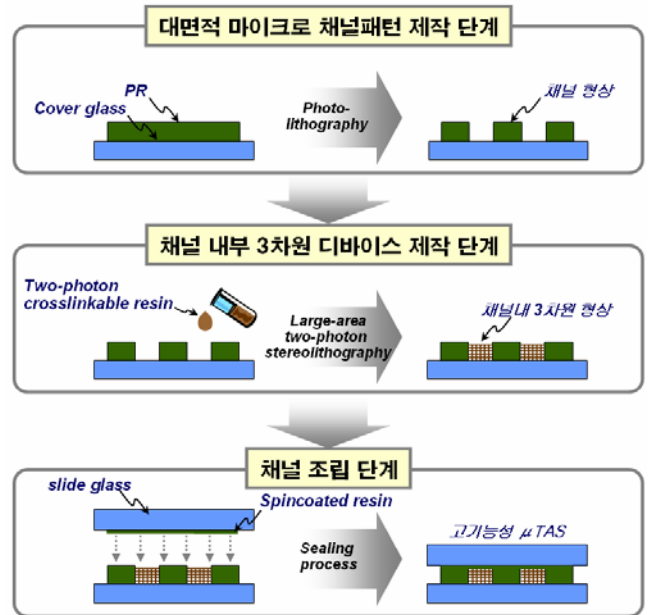 대면적 마이크로 채널패턴 제작 단계
PR
Cover glass
Photo-
lithography
채널 형상
채널 내부 3차원 디바이스 제작 단계
Two-photon
crosslinkable resin
Large-area
two-photon
stereolithography
채널내 3차원 형상
채널 조립 단계
slide glass
Spincoated resin
Sealing
process
고기능성 μTAS